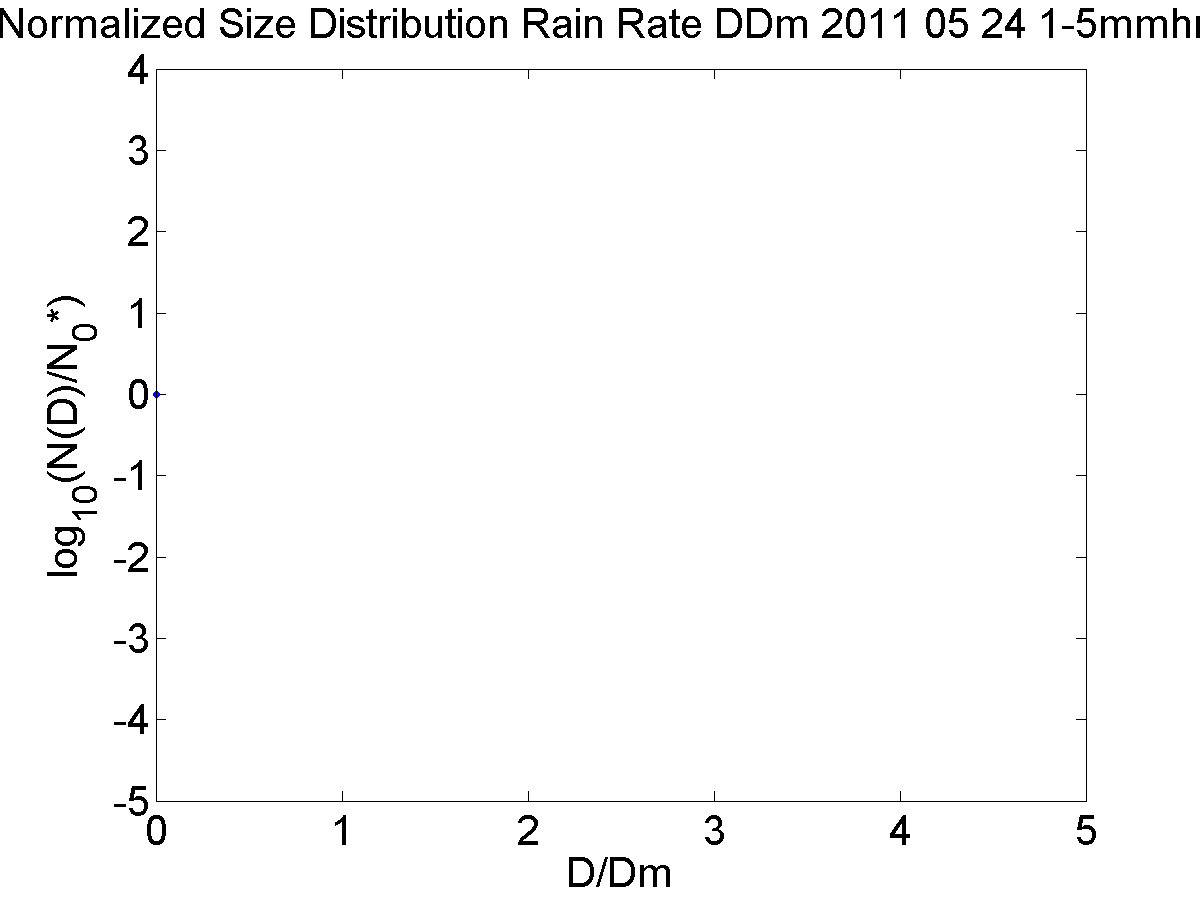 Normalized Size Distribution Rain Rate DDm 2011 05 24 1-5mmhr
4
3
2
1
0
-1
-2
-3
-4
-5
log10(N(D)/N0*)
0 1 2 3 4 5
D/Dm